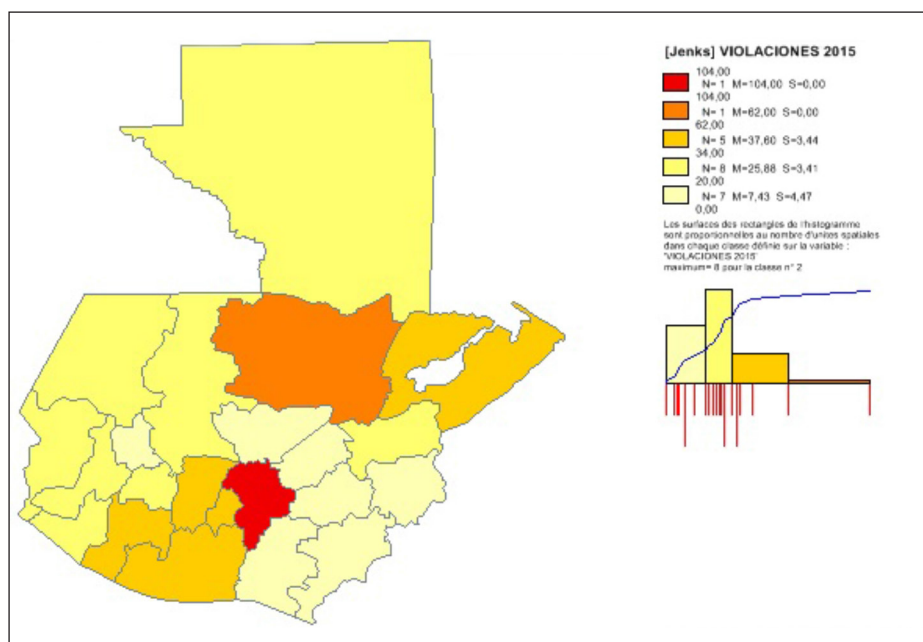 [Jenks] VIOLACIONES 2015
104,00
N= 1 M=104,00 S=0,00
104,00
N= 1 M=62,00 S=0,00
62,00
N= 5 M=37,60 S=3,44
34,00
N= 8 M=25,88 S=3,41
20,00
N= 7 M=7,43 S=4,47
0,00
Les surfaces des rectangles de l'histogramme
sont proportionnelles au nombre d'unites spatiales
dans chaque classe définie sur la variable :
'VIOLACIONES 2015'
maximum= 8 pour la classe n° 2